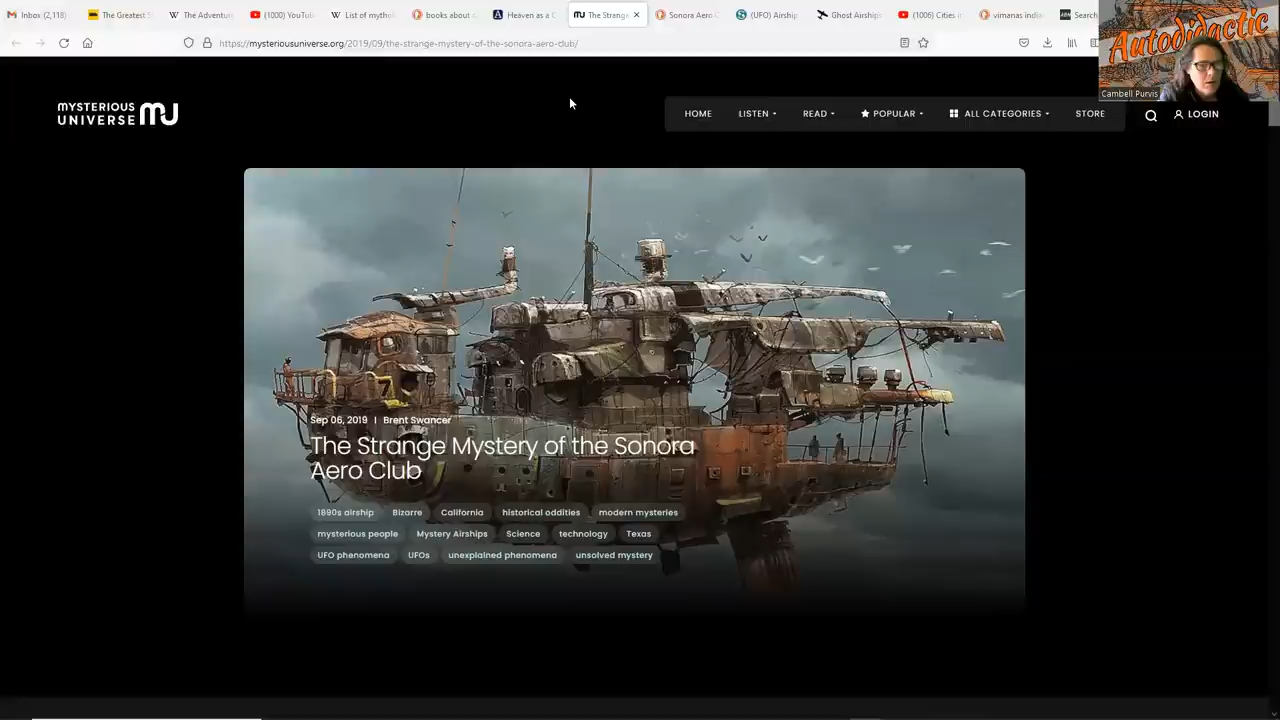 Inbox (2,118)
The Greatest S
The Adventur
(1000) YouTu
List of mytho
books about
Heaven as a C
The Strange
Sonora Aero C
(UFO) Airship
Ghost Airships
(1006) Cities i
vimanas india
Search
https://mysteriousuniverse.org/2019/09/the-strange-mystery-of-the-sonora-aero-club/
Autodidactic
Cambell Purvis
MYSTERIOUS
UNIVERSE
HOME
LISTEN
READ
POPULAR
ALL CATEGORIES
STORE
LOGIN
Sep 06, 2019 | Brent Swancer
The Strange Mystery of the Sonora
Aero Club
1890s airship Bizarre California historical oddities modern mysteries
mysterious people Mystery Airships Science technology Texas
UFO phenomena UFOs unexplained phenomena unsolved mystery